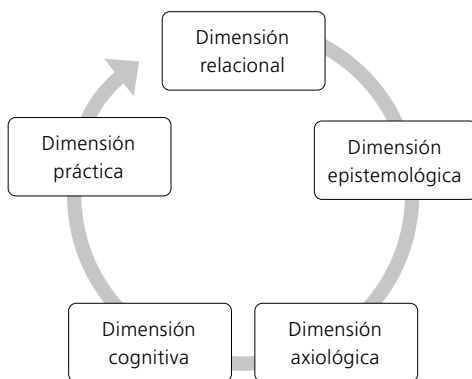 Dimensión
relacional
Dimensión
epistemológica
Dimensión
axiológica
Dimensión
cognitiva
Dimensión
práctica